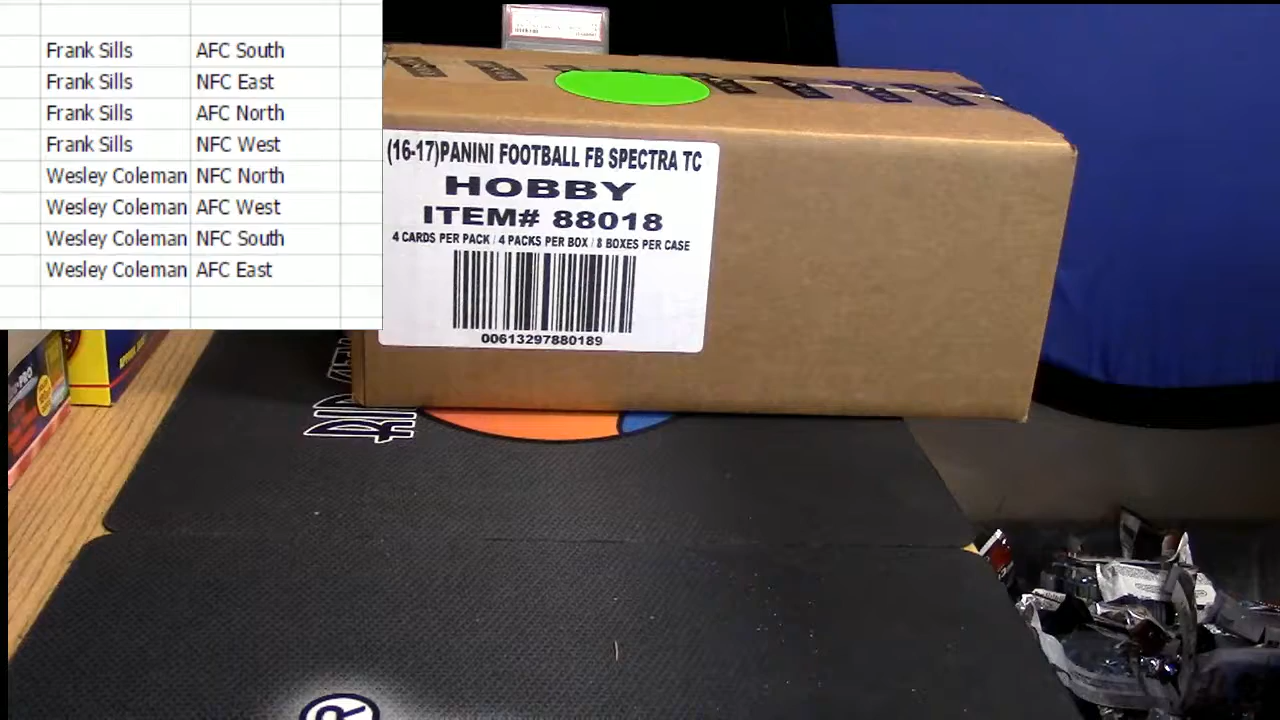 Frank Sills AFC South
Frank Sills NFC East
Frank Sills AFC North
Frank Sills NFC West
Wesley Coleman NFC North
Wesley Coleman AFC West
Wesley Coleman NFC South
Wesley Coleman AFC East
(16-17)PANINI FOOTBALL FB SPECTRA TC
HOBBY
ITEM# 88018
4 CARDS PER PACK / 4 PACKS PER BOX / 8 BOXES PER CASE
00613297880189
R